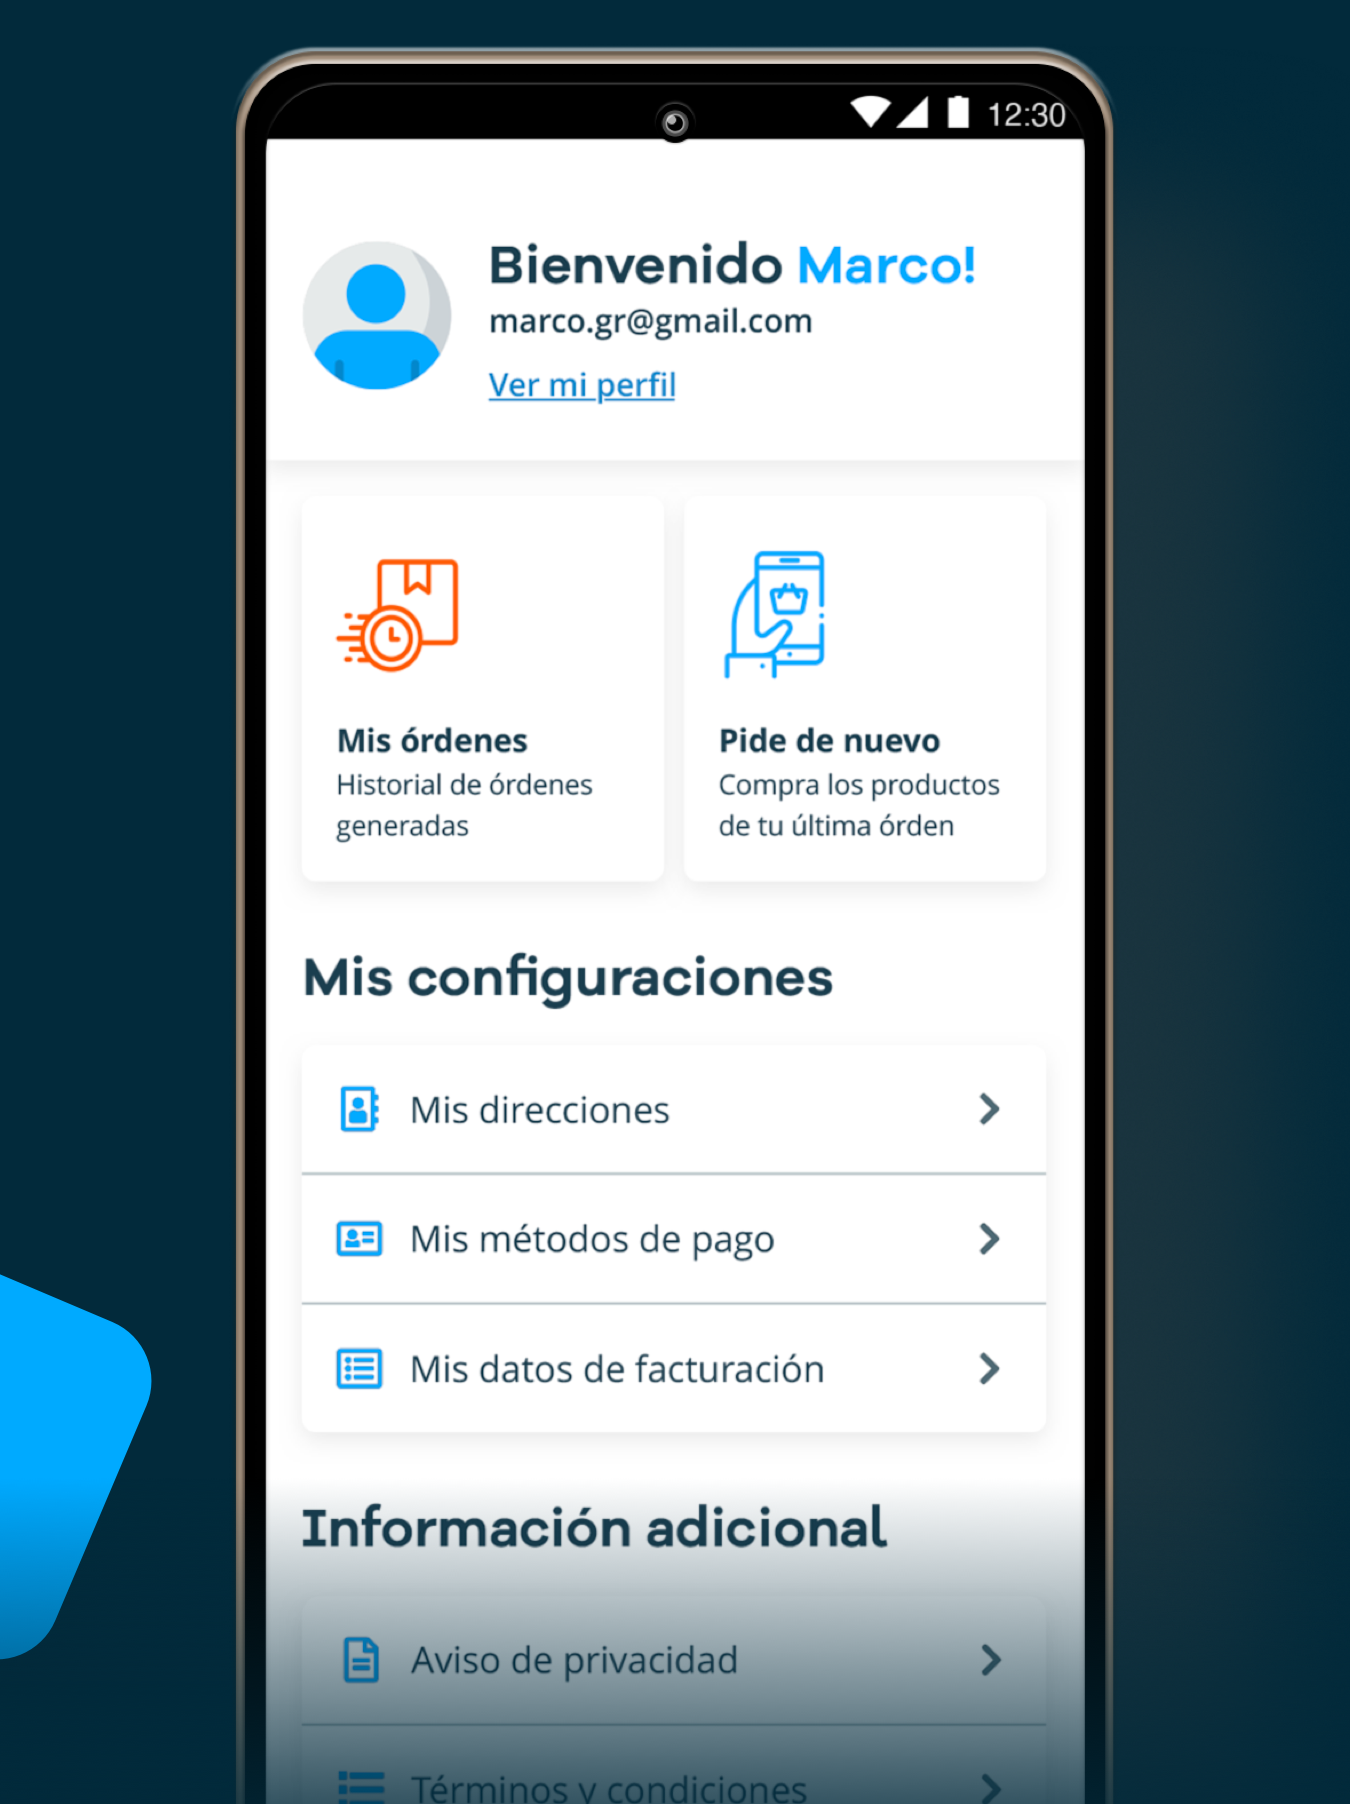 12:30
Bienvenido Marco!
marco.gr@gmail.com
Ver mi perfil
Mis órdenes
Historial de órdenes
generadas
Pide de nuevo
Compra los productos
de tu última órden
Mis configuraciones
Mis direcciones
Mis métodos de pago
Mis datos de facturación
Información adicional
Aviso de privacidad
Términos y condiciones